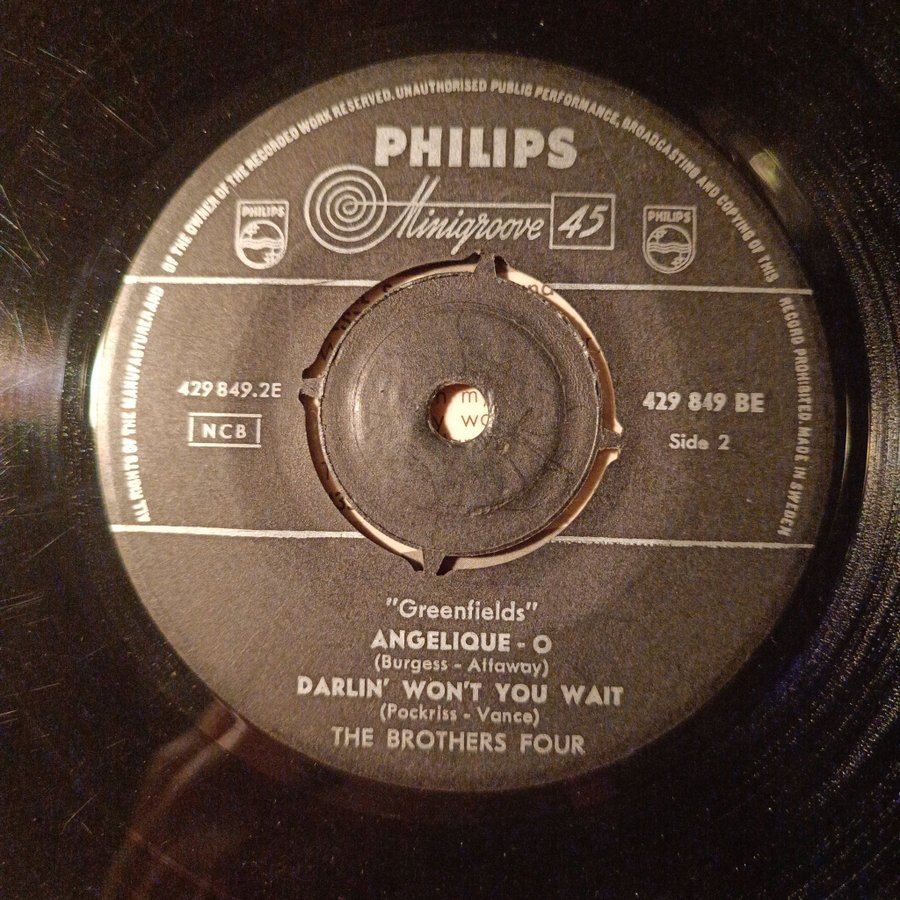 ALL RIGHTS OF THE MANUFACTURER AND OF THE OWNER OF THE RECORDED WORK RESERVED. UNAUTHORISED PUBLIC PERFORMANCE, BROADCASTING AND COPYING OF THIS RECORD PROHIBITED. MADE IN SWEDEN
PHILIPS
Minigroove 45
PHILIPS
PHILIPS
429 849.2E
NCB
429 849 BE
Side 2
"Greenfields"
ANGELIQUE - O
(Burgess - Attaway)
DARLIN' WON'T YOU WAIT
(Pockriss - Vance)
THE BROTHERS FOUR